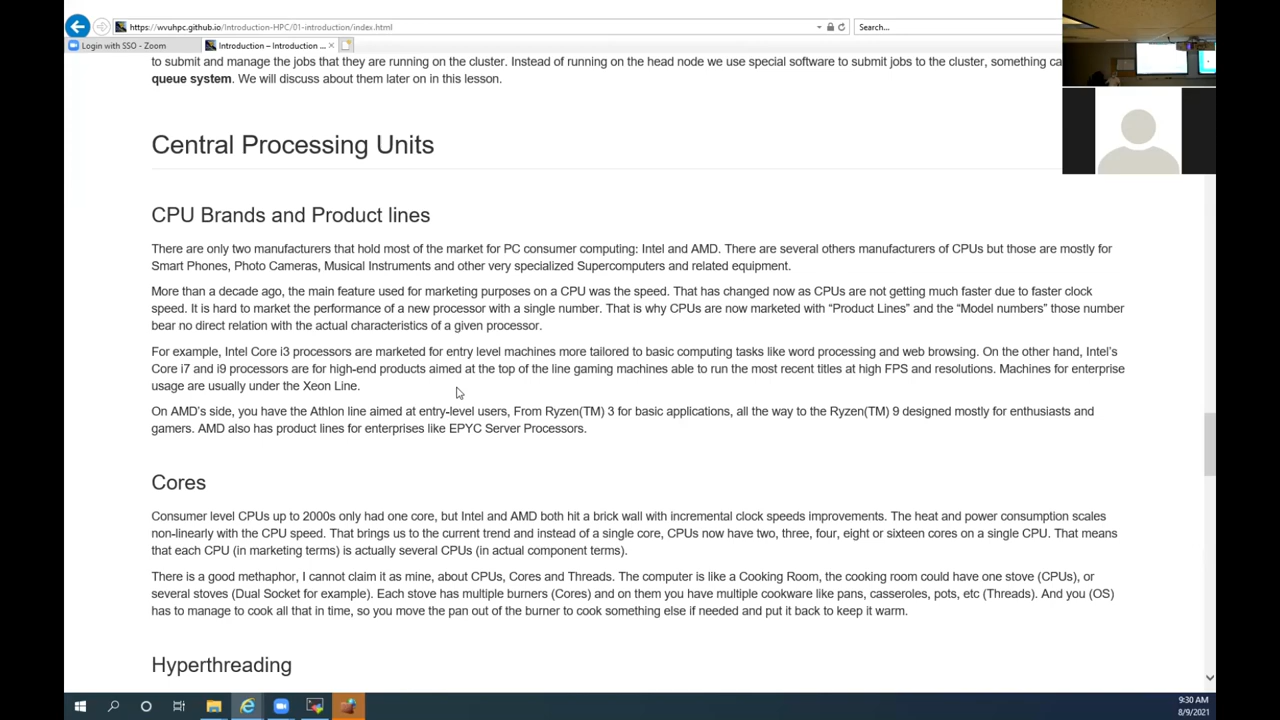 https://wvuhpc.github.io/Introduction-HPC/01-introduction/index.html
Search...
Login with SSO - Zoom
Introduction – Introduction ...
to submit and manage the jobs that they are running on the cluster. Instead of running on the head node we use special software to submit jobs to the cluster, something ca
queue system. We will discuss about them later on in this lesson.
Central Processing Units
CPU Brands and Product lines
There are only two manufacturers that hold most of the market for PC consumer computing: Intel and AMD. There are several others manufacturers of CPUs but those are mostly for
Smart Phones, Photo Cameras, Musical Instruments and other very specialized Supercomputers and related equipment.
More than a decade ago, the main feature used for marketing purposes on a CPU was the speed. That has changed now as CPUs are not getting much faster due to faster clock
speed. It is hard to market the performance of a new processor with a single number. That is why CPUs are now marketed with “Product Lines” and the “Model numbers” those number
bear no direct relation with the actual characteristics of a given processor.
For example, Intel Core i3 processors are marketed for entry level machines more tailored to basic computing tasks like word processing and web browsing. On the other hand, Intel’s
Core i7 and i9 processors are for high-end products aimed at the top of the line gaming machines able to run the most recent titles at high FPS and resolutions. Machines for enterprise
usage are usually under the Xeon Line.
On AMD’s side, you have the Athlon line aimed at entry-level users, From Ryzen(TM) 3 for basic applications, all the way to the Ryzen(TM) 9 designed mostly for enthusiasts and
gamers. AMD also has product lines for enterprises like EPYC Server Processors.
Cores
Consumer level CPUs up to 2000s only had one core, but Intel and AMD both hit a brick wall with incremental clock speeds improvements. The heat and power consumption scales
non-linearly with the CPU speed. That brings us to the current trend and instead of a single core, CPUs now have two, three, four, eight or sixteen cores on a single CPU. That means
that each CPU (in marketing terms) is actually several CPUs (in actual component terms).
There is a good methaphor, I cannot claim it as mine, about CPUs, Cores and Threads. The computer is like a Cooking Room, the cooking room could have one stove (CPUs), or
several stoves (Dual Socket for example). Each stove has multiple burners (Cores) and on them you have multiple cookware like pans, casseroles, pots, etc (Threads). And you (OS)
has to manage to cook all that in time, so you move the pan out of the burner to cook something else if needed and put it back to keep it warm.
Hyperthreading
9:30 AM
8/9/2021